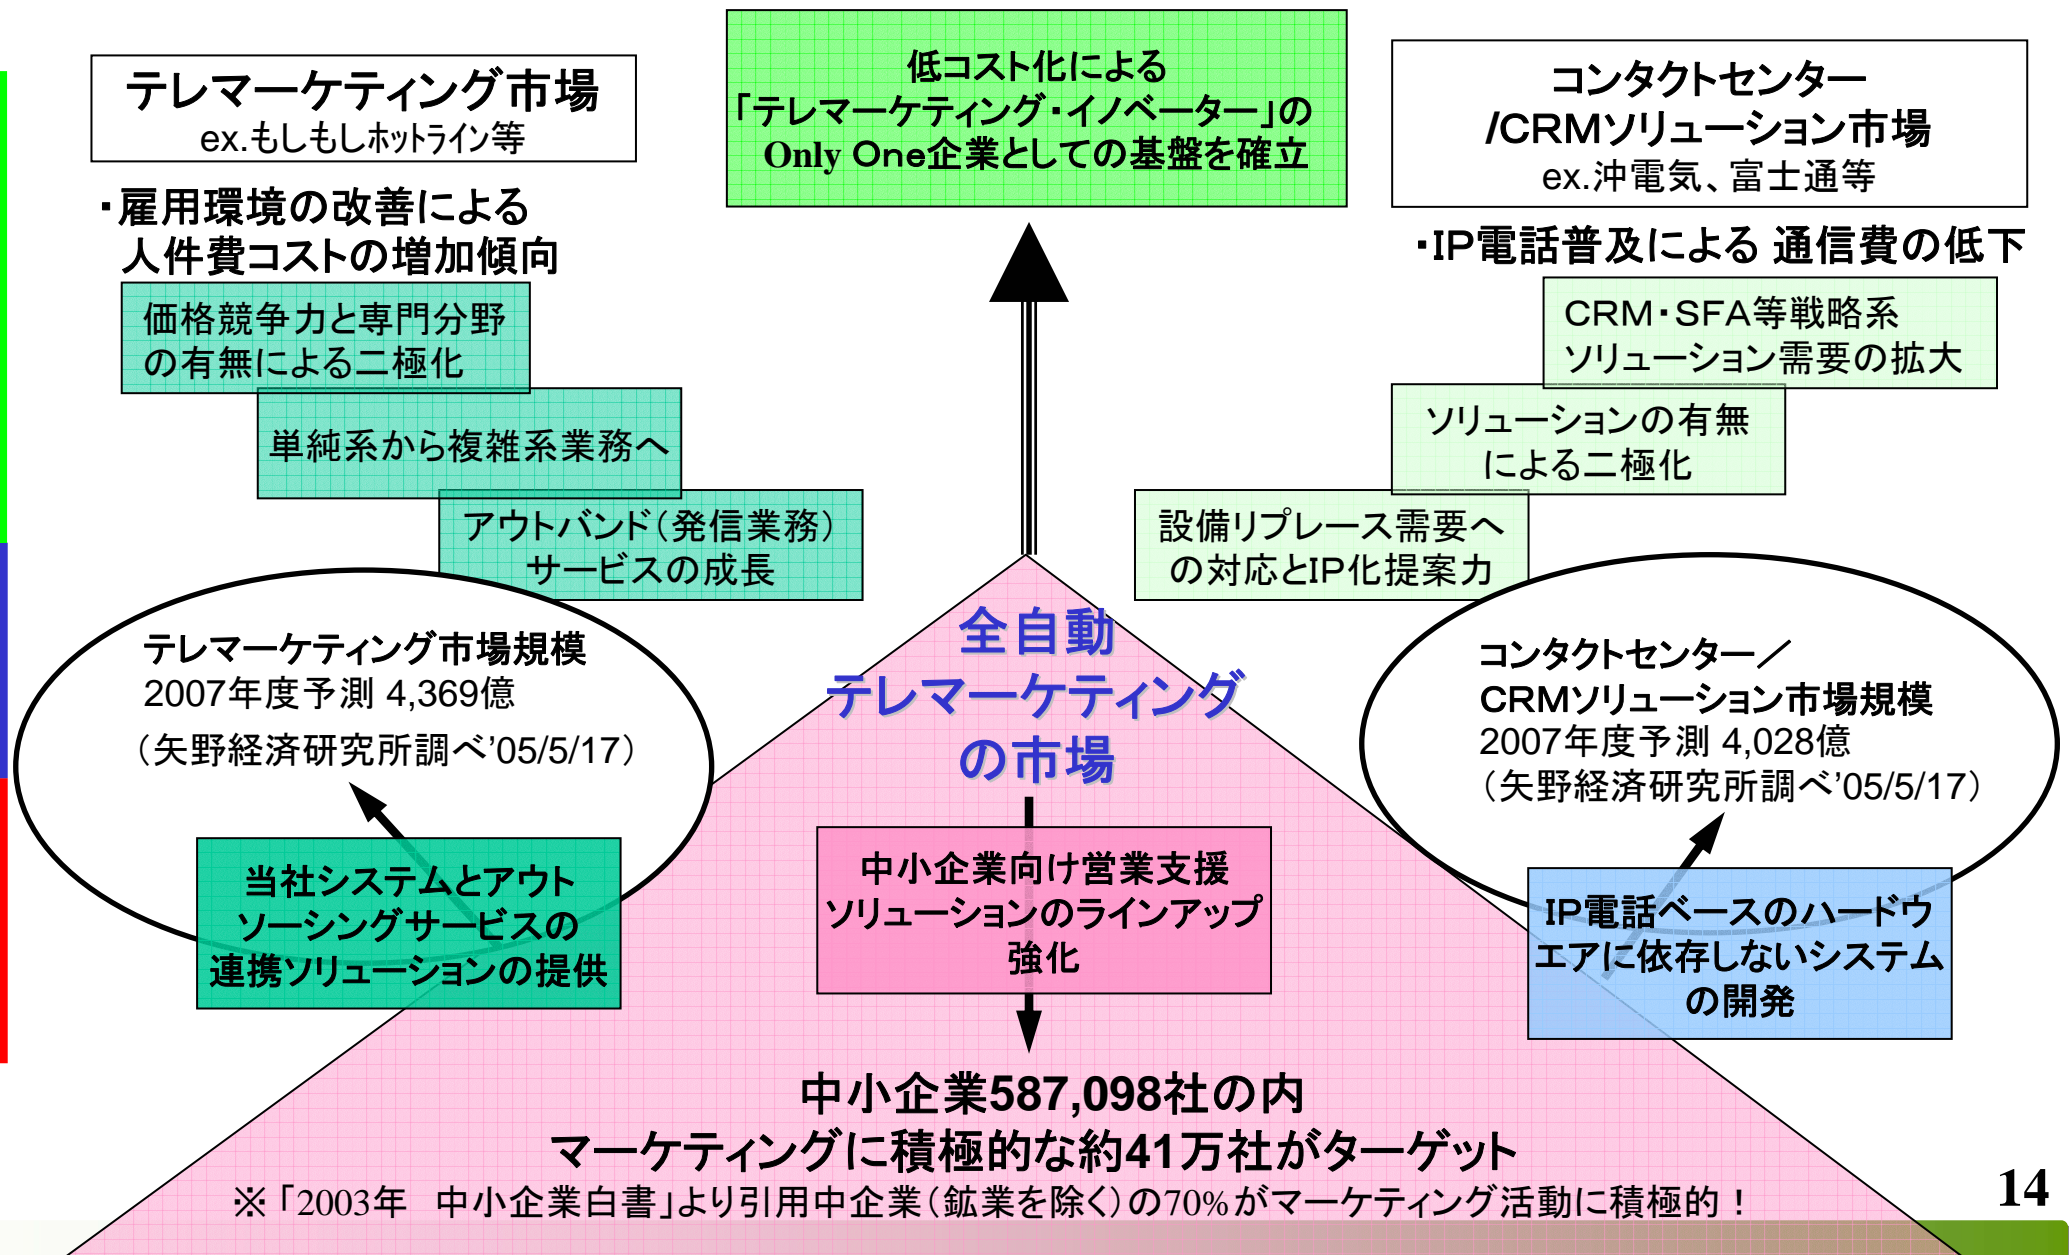 テレマーケティング市場
ex.もしもしホットライン等
・雇用環境の改善による
人件費コストの増加傾向
価格競争力と専門分野
の有無による二極化
単純系から複雑系業務へ
アウトバンド（発信業務）
サービスの成長
テレマーケティング市場規模
2007年度予測 4,369億
（矢野経済研究所調べ’05/5/17）
当社システムとアウト
ソーシングサービスの
連携ソリューションの提供
低コスト化による
「テレマーケティング・イノベーター」の
Only One企業としての基盤を確立
全自動
テレマーケティング
の市場
中小企業向け営業支援
ソリューションのラインアップ
強化
コンタクトセンター
/CRMソリューション市場
ex.沖電気、富士通等
・IP電話普及による 通信費の低下
CRM・SFA等戦略系
ソリューション需要の拡大
ソリューションの有無
による二極化
設備リプレース需要へ
の対応とIP化提案力
コンタクトセンター／
CRMソリューション市場規模
2007年度予測 4,028億
（矢野経済研究所調べ’05/5/17）
IP電話ベースのハードウ
エアに依存しないシステム
の開発
中小企業587,098社の内
マーケティングに積極的な約41万社がターゲット
※「2003年　中小企業白書」より引用中企業（鉱業を除く）の70%がマーケティング活動に積極的！
14